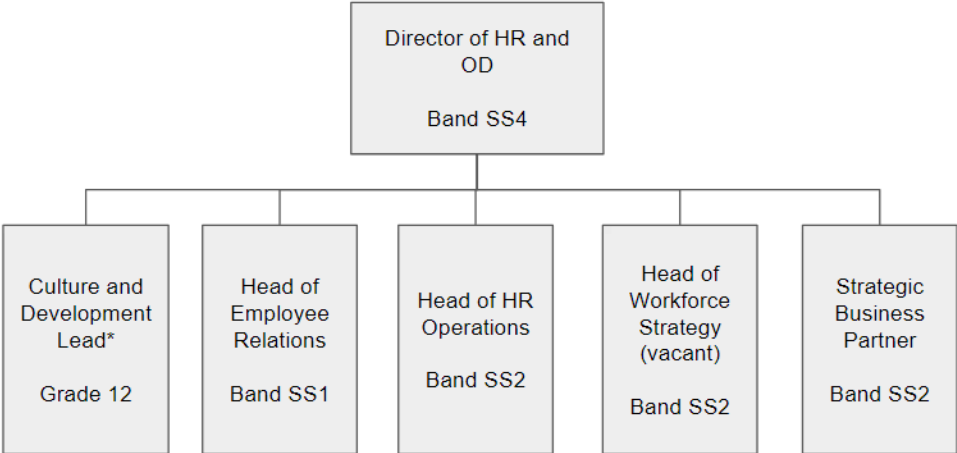 Director of HR and
OD
Band SS4
Culture and
Development
Lead*
Grade 12
Head of
Employee
Relations
Band SS1
Head of HR
Operations
Band SS2
Head of
Workforce
Strategy
(vacant)
Band SS2
Strategic
Business
Partner
Band SS2